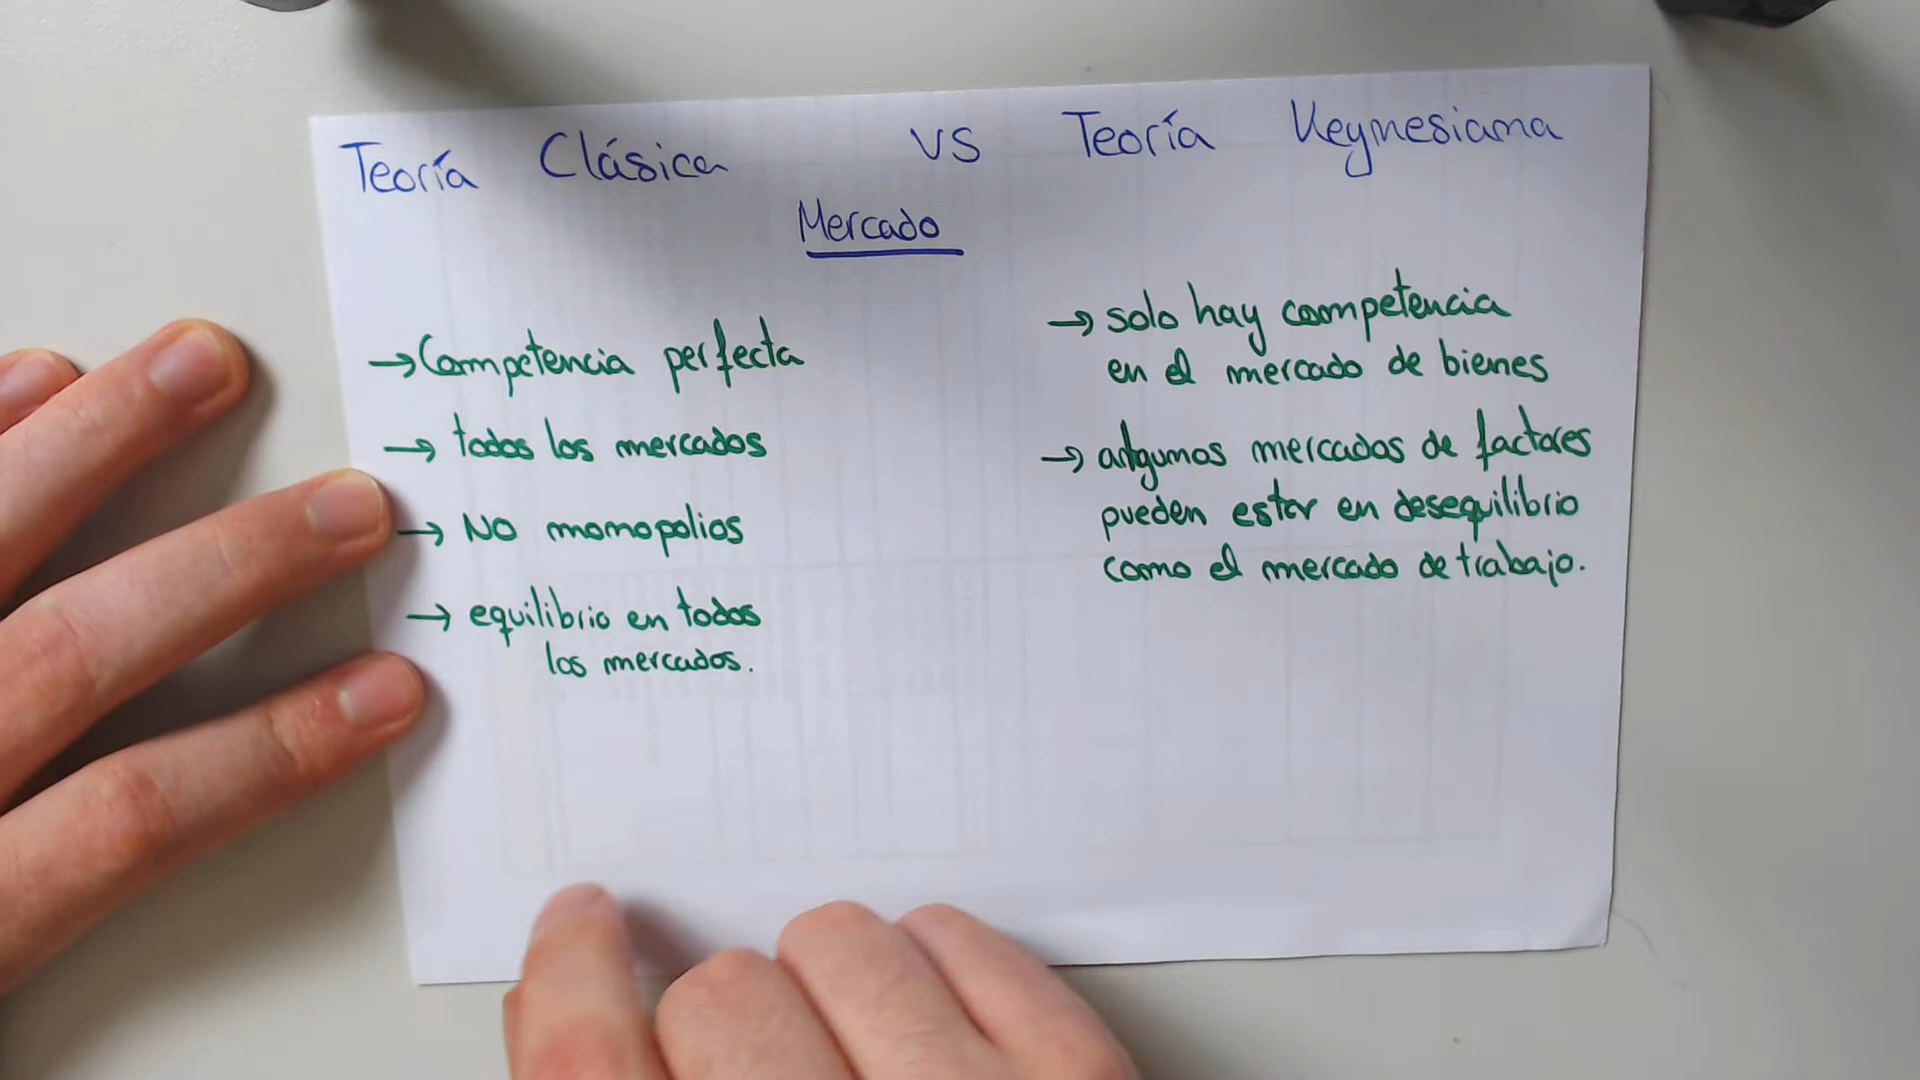 Teoría Clásica VS Teoría Keynesiana
Mercado
→ Competencia perfecta
→ todos los mercados
→ NO monopolios
→ equilibrio en todos
los mercados.
→ solo hay competencia
en el mercado de bienes
→ algunos mercados de factores
pueden estar en desequilibrio
como el mercado de trabajo.